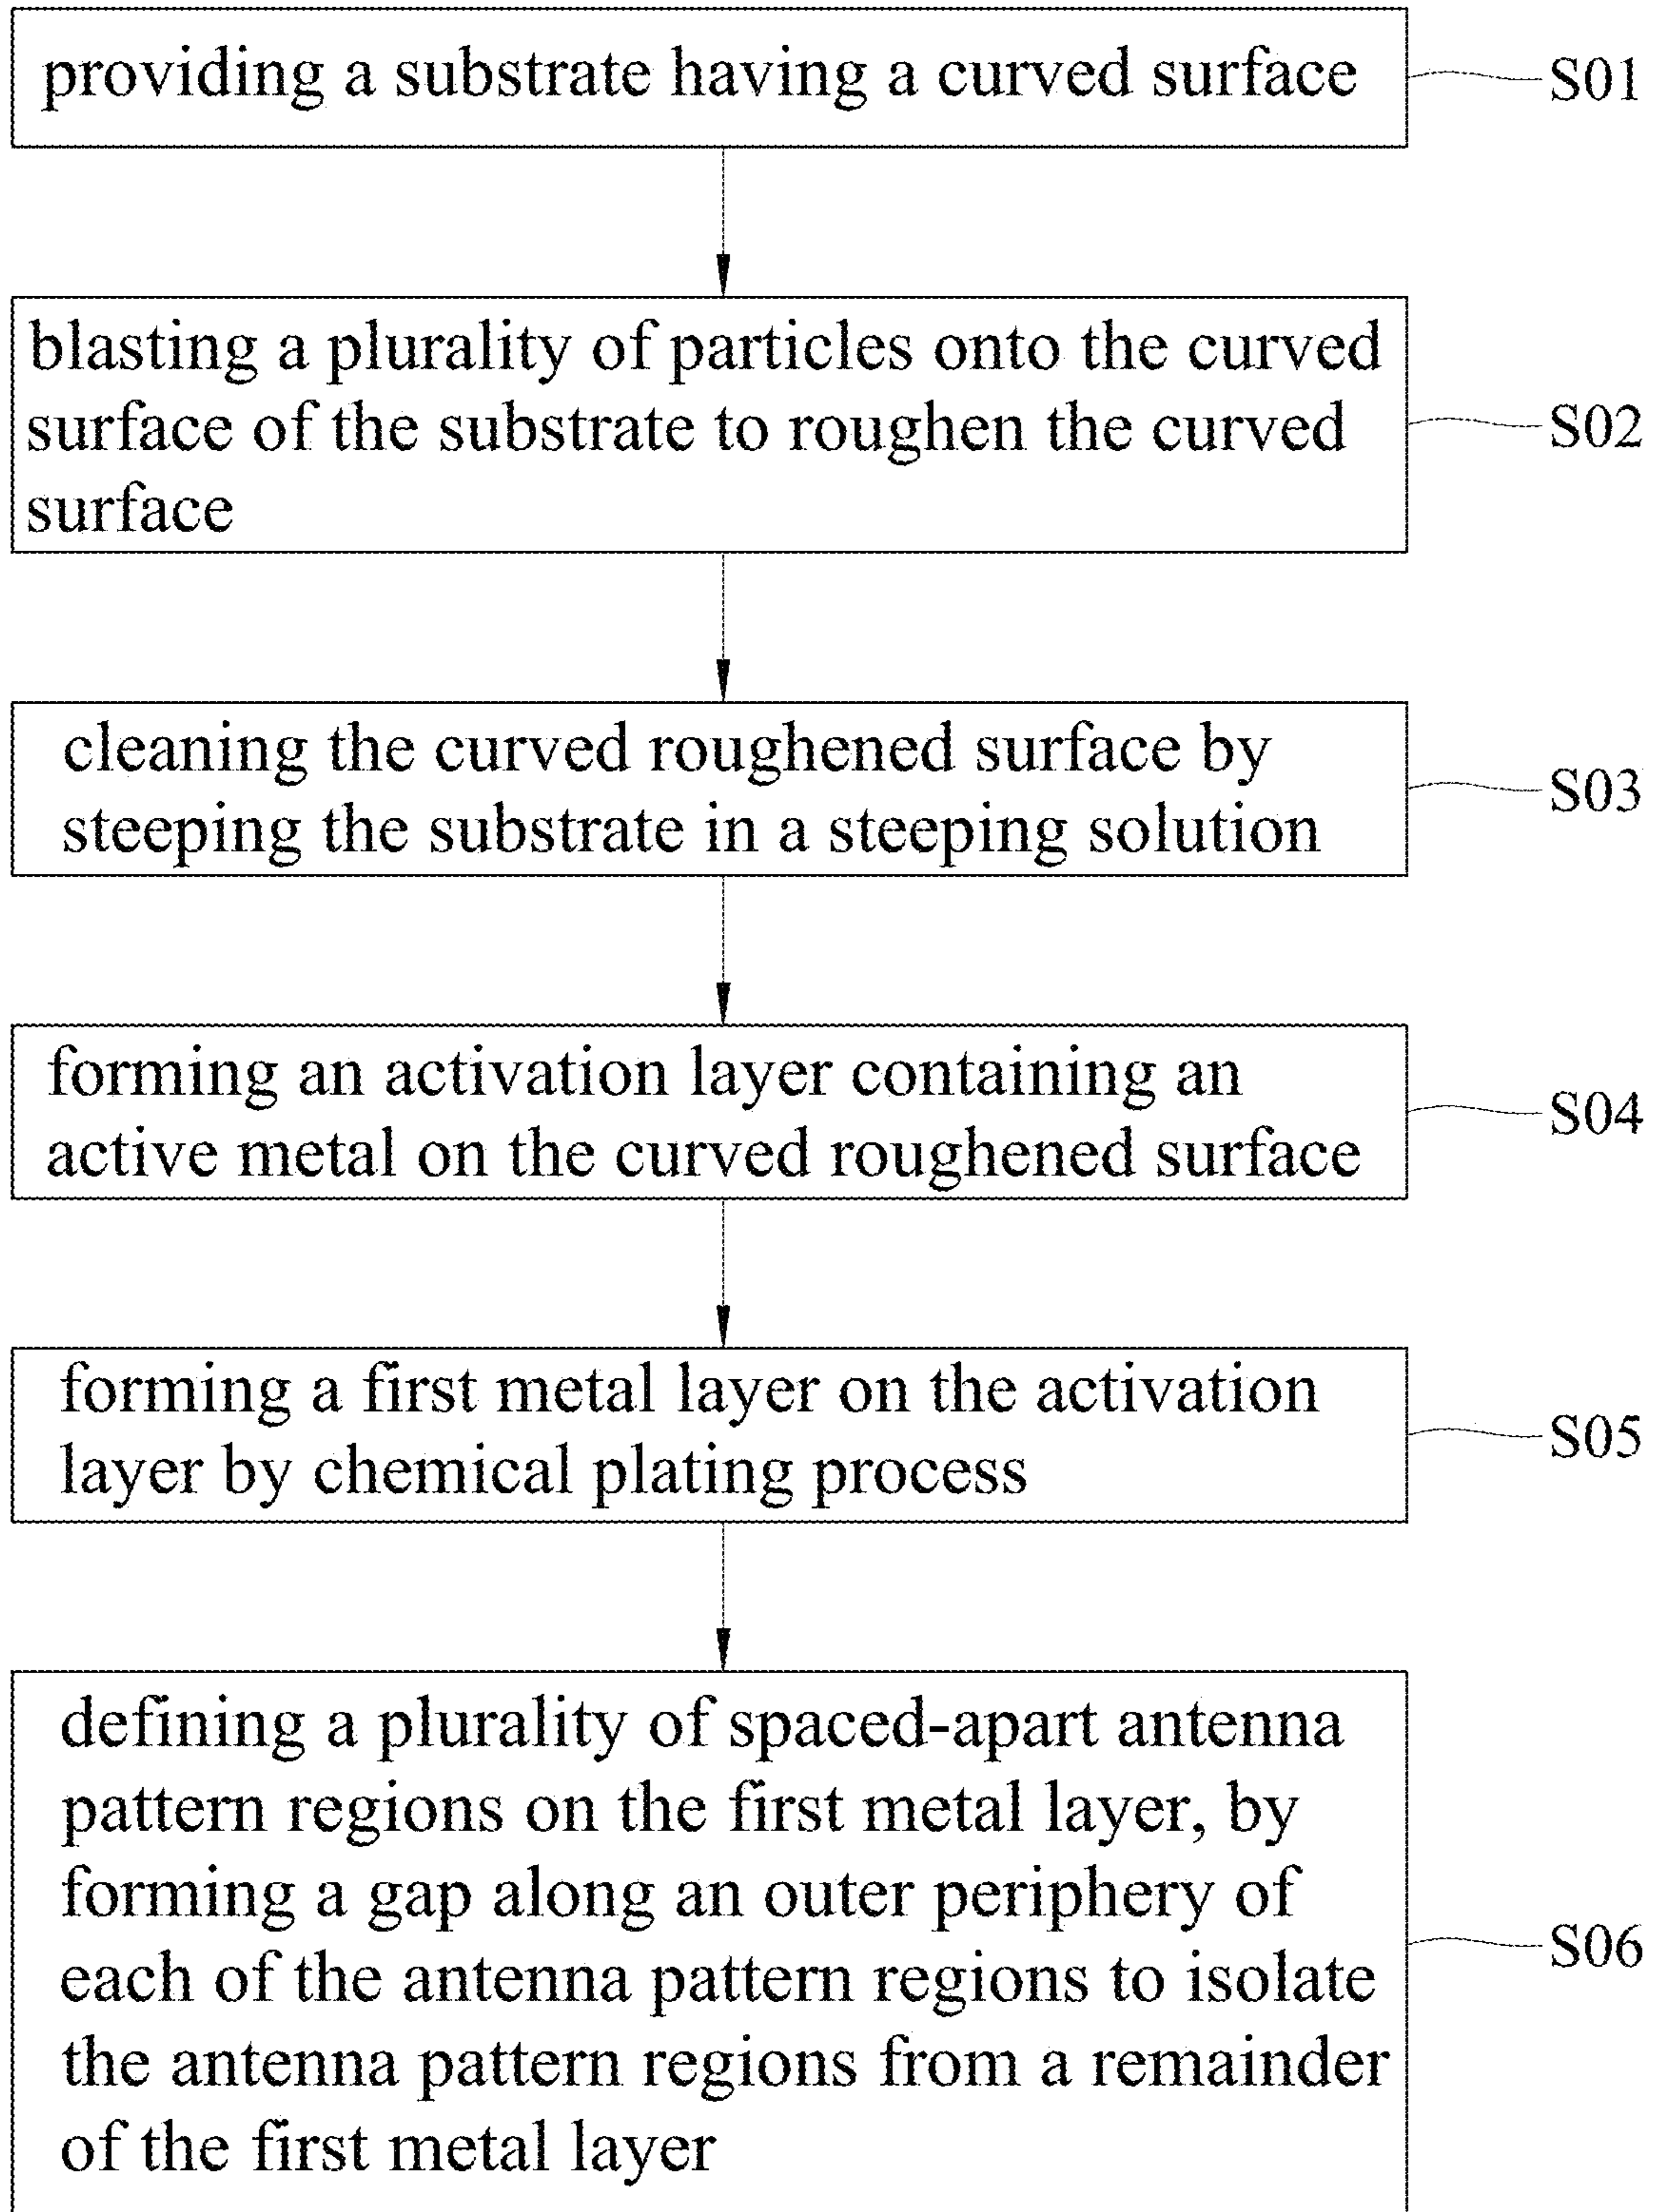 providing a substrate having a curved surface
S01
blasting a plurality of particles onto the curved
surface of the substrate to roughen the curved
surface
S02
cleaning the curved roughened surface by
steeping the substrate in a steeping solution
S03
forming an activation layer containing an
active metal on the curved roughened surface
S04
forming a first metal layer on the activation
layer by chemical plating process
S05
defining a plurality of spaced-apart antenna
pattern regions on the first metal layer, by
forming a gap along an outer periphery of
each of the antenna pattern regions to isolate
the antenna pattern regions from a remainder
of the first metal layer
S06